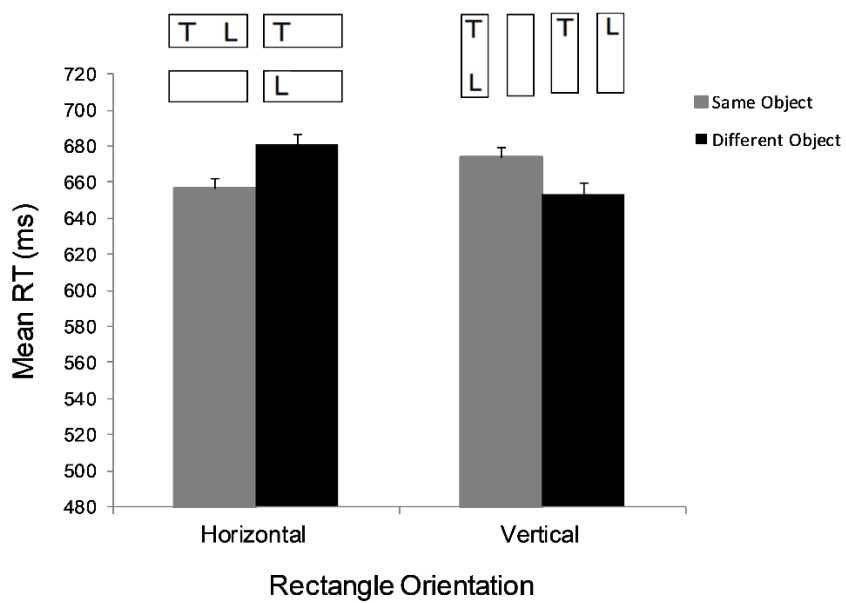 T L T
L
T L
T L
720
700
680
660
640
620
600
580
560
540
520
500
480
Mean RT (ms)
Same Object
Different Object
Horizontal Vertical
Rectangle Orientation